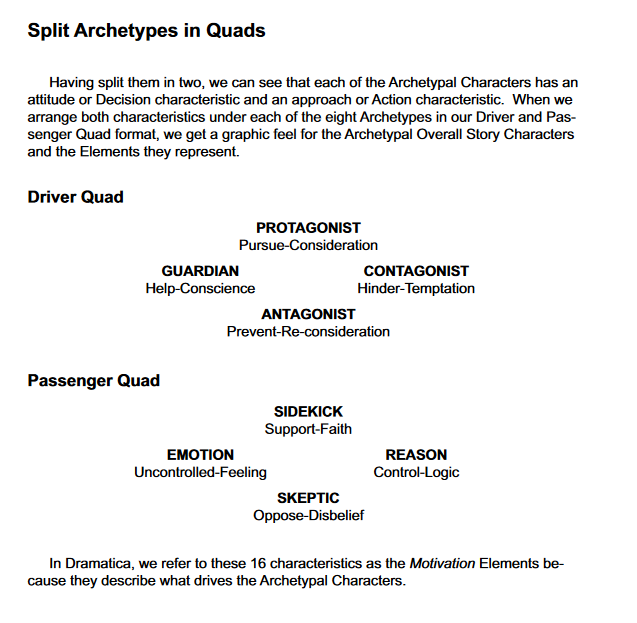 Split Archetypes in Quads
Having split them in two, we can see that each of the Archetypal Characters has an
attitude or Decision characteristic and an approach or Action characteristic.  When we
arrange both characteristics under each of the eight Archetypes in our Driver and Pas-
senger Quad format, we get a graphic feel for the Archetypal Overall Story Characters
and the Elements they represent.
Driver Quad
PROTAGONIST
Pursue-Consideration
GUARDIAN CONTAGONIST
Help-Conscience Hinder-Temptation
ANTAGONIST
Prevent-Re-consideration
Passenger Quad
SIDEKICK
Support-Faith
EMOTION REASON
Uncontrolled-Feeling Control-Logic
SKEPTIC
Oppose-Disbelief
In Dramatica, we refer to these 16 characteristics as the Motivation Elements be-
cause they describe what drives the Archetypal Characters.